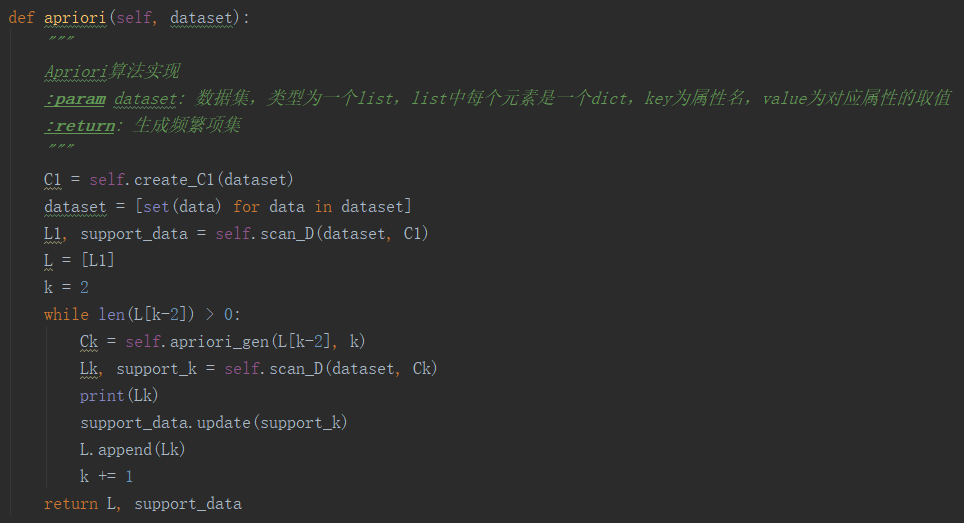 def apriori(self, dataset):
    """
    Apriori算法实现
    :param dataset: 数据集，类型为一个list，list中每个元素是一个dict，key为属性名，value为对应属性的取值
    :return: 生成频繁项集
    """
    C1 = self.create_C1(dataset)
    dataset = [set(data) for data in dataset]
    L1, support_data = self.scan_D(dataset, C1)
    L = [L1]
    k = 2
    while len(L[k-2]) > 0:
        Ck = self.apriori_gen(L[k-2], k)
        Lk, support_k = self.scan_D(dataset, Ck)
        print(Lk)
        support_data.update(support_k)
        L.append(Lk)
        k += 1
    return L, support_data